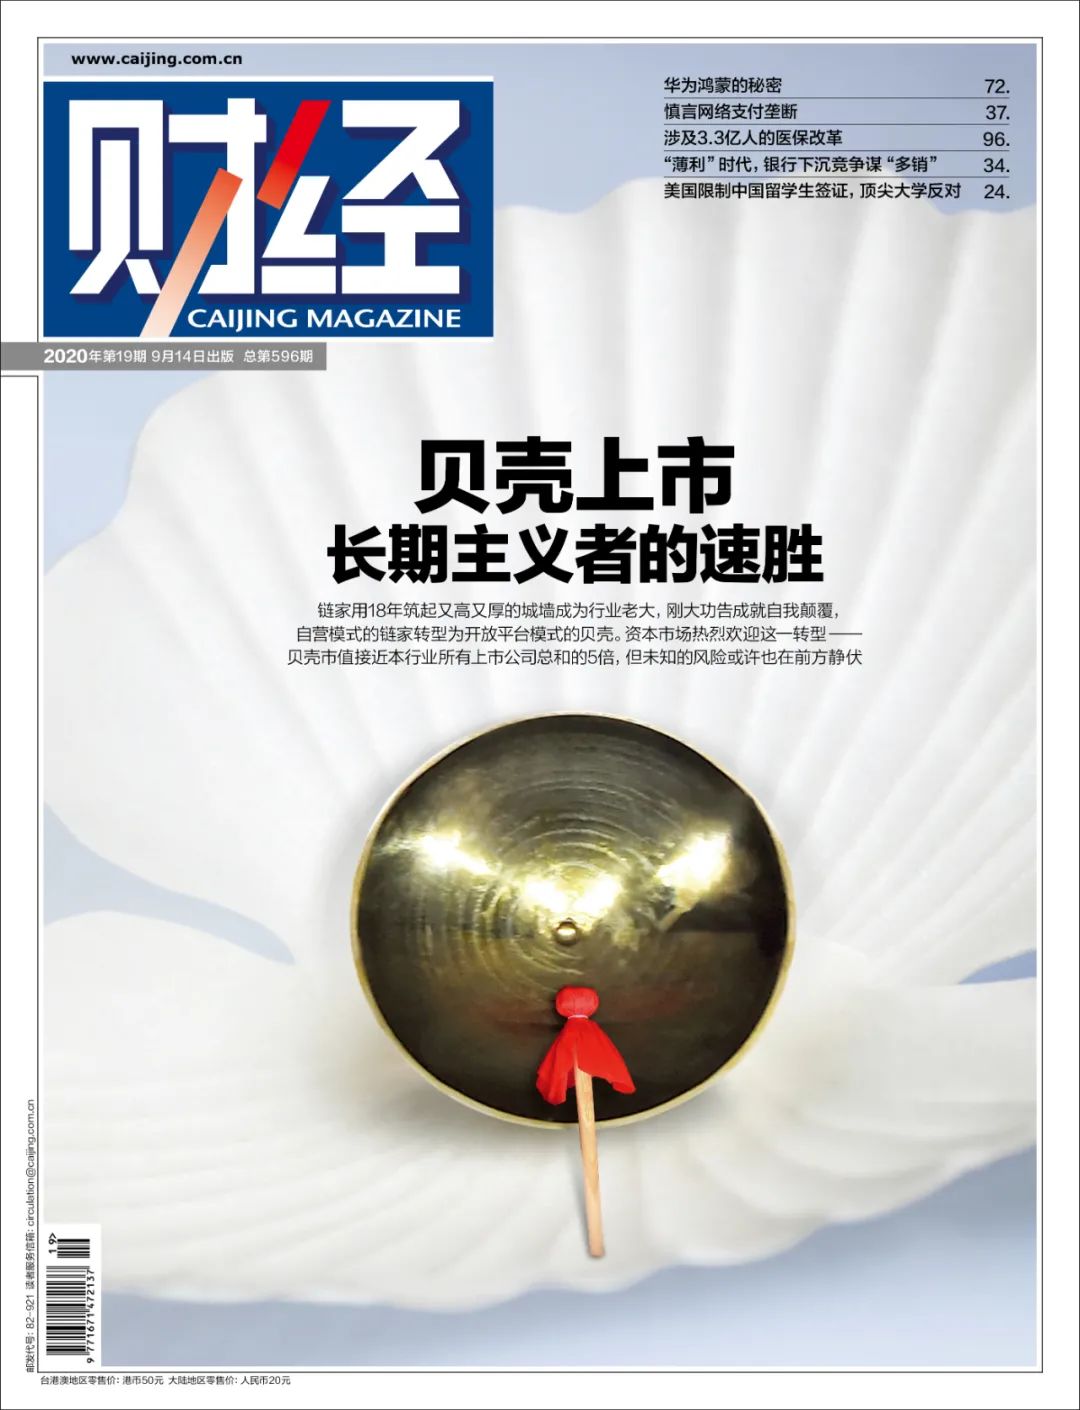 www.caijing.com.cn
财经
CAIJING MAGAZINE
2020年第19期 9月14日出版 总第596期
华为鸿蒙的秘密 72.
慎言网络支付垄断 37.
涉及3.3亿人的医保改革 96.
“薄利”时代，银行下沉竞争谋“多销” 34.
美国限制中国留学生签证，顶尖大学反对 24.
贝壳上市
长期主义者的速胜
链家用18年筑起又高又厚的城墙成为行业老大，刚大功告成就自我颠覆，
自营模式的链家转型为开放平台模式的贝壳。资本市场热烈欢迎这一转型——
贝壳市值接近本行业所有上市公司总和的5倍，但未知的风险或许也在前方静伏
邮发代号：82-921 读者服务信箱：circulation@caijing.com.cn
19>
9 771671 472137
台港澳地区零售价：港币50元 大陆地区零售价：人民币20元